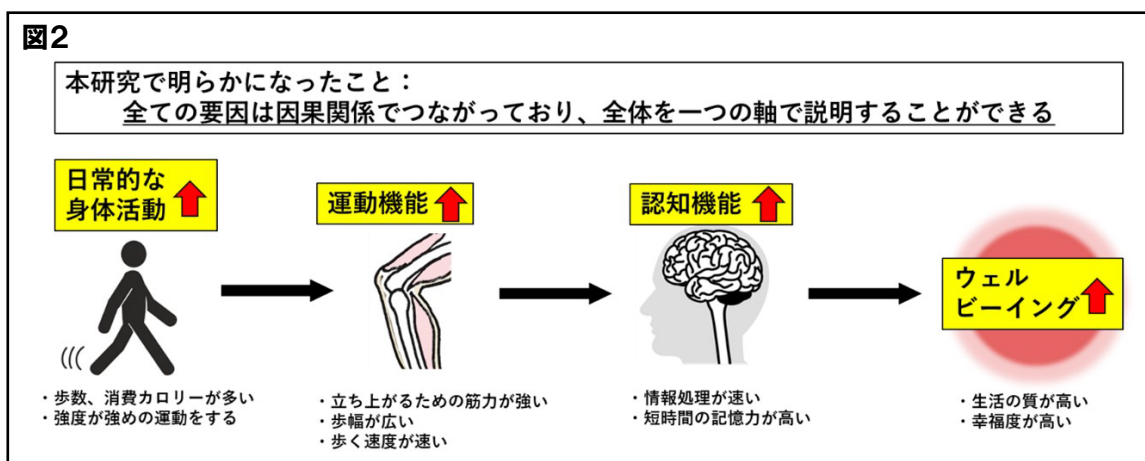 図2
本研究で明らかになったこと：
全ての要因は因果関係でつながっており、全体を一つの軸で説明することができる
日常的な
身体活動
運動機能
認知機能
ウェル
ビーイング
・歩数、消費カロリーが多い
・強度が強めの運動をする
・立ち上がるための筋力が強い
・歩幅が広い
・歩く速度が速い
・情報処理が速い
・短時間の記憶力が高い
・生活の質が高い
・幸福度が高い